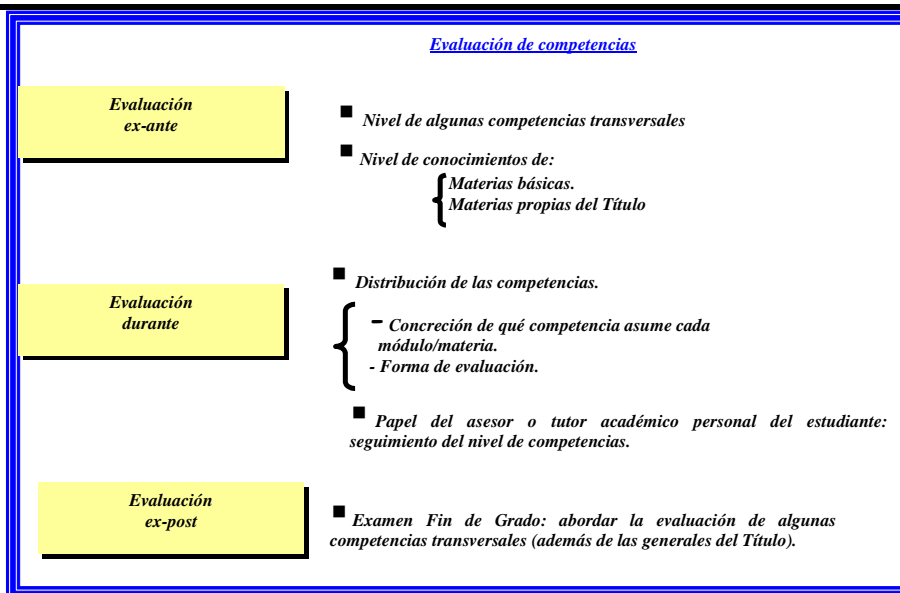 Evaluación de competencias
Evaluación
ex-ante
▪ Nivel de algunas competencias transversales
▪ Nivel de conocimientos de:
Materias básicas.
Materias propias del Título
Evaluación
durante
▪ Distribución de las competencias.
- Concreción de qué competencia asume cada
módulo/materia.
- Forma de evaluación.
▪ Papel del asesor o tutor académico personal del estudiante:
seguimiento del nivel de competencias.
Evaluación
ex-post
▪ Examen Fin de Grado: abordar la evaluación de algunas
competencias transversales (además de las generales del Título).